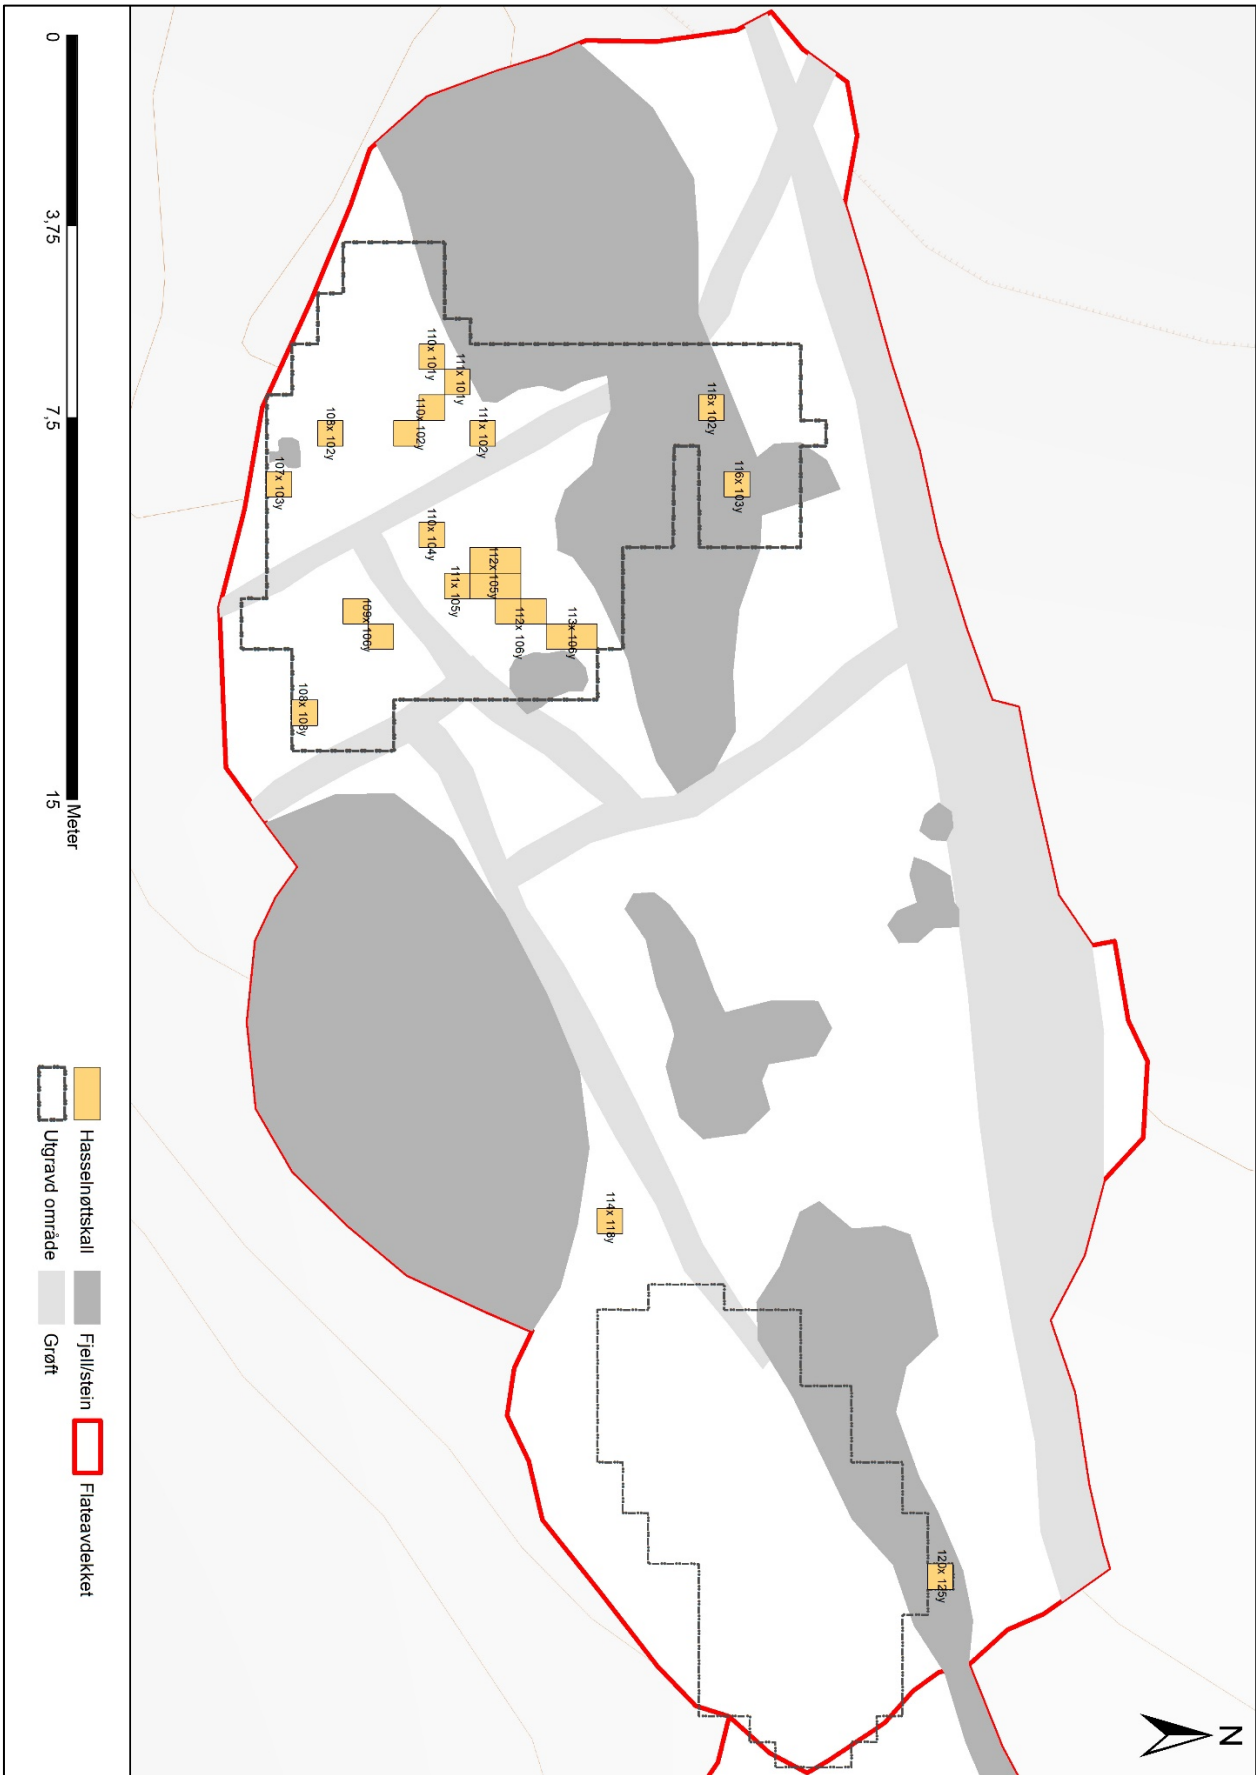 N
120x 125y
116x 103y
116x 102y
114x 118y
113x 106y
112x 106y
112x 105y
111x 102y
111x 101y
111x 105y
110x 101y
110x 102y
110x 104y
109x 106y
108x 102y
108x 108y
107x 103y
Hasselnøttskall Fjell/stein Flateavdekket
Utgravd område Grøft
Meter
0 3,75 7,5 15